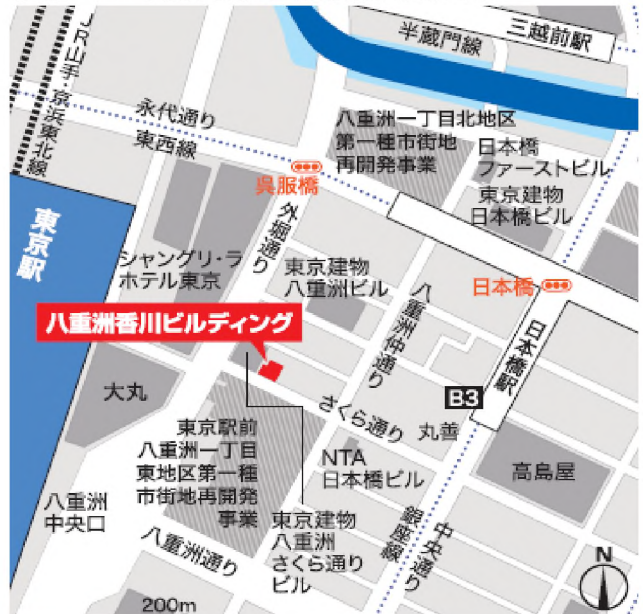 三越前駅
半蔵門線
JR山手・京浜東北線
永代通り
東西線
八重洲一丁目北地区
第一種市街地
再開発事業
日本橋
ファーストビル
東京建物
日本橋ビル
呉服橋
外堀通り
東京駅
シャングリ・ラ
ホテル東京
東京建物
八重洲ビル
八重洲仲通り
日本橋
日本橋駅
八重洲香川ビルディング
B3
大丸
さくら通り
丸善
東京駅前
八重洲一丁目
東地区第一種
市街地再開発
事業
NTA
日本橋ビル
高島屋
八重洲
中央口
八重洲通り
東京建物
八重洲
さくら通り
ビル
銀座線
中央通り
N
200m